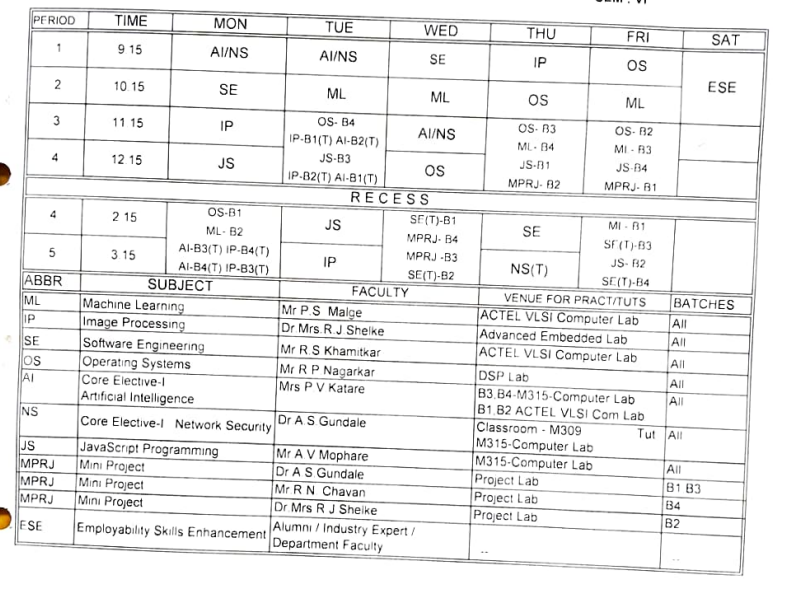 SEM : VI
PERIOD TIME MON TUE WED THU FRI SAT
1 9 15 AI/NS AI/NS SE IP OS ESE
2 10 15 SE ML ML OS ML
3 11 15 IP OS- B4 AI/NS OS- B3 OS- B2
IP-B1(T) AI-B2(T) ML - B4 ML - B3
4 12 15 JS JS-B3 OS JS-B1 JS-B4
IP-B2(T) AI-B1(T) MPRJ- B2 MPRJ- B1
RECESS
4 2 15 OS-B1 JS SE(T)-B1 SE ML - B1
ML- B2 MPRJ- B4 SE(T)-B3
5 3 15 AI-B3(T) IP-B4(T) IP MPRJ -B3 NS(T) JS- B2
AI-B4(T) IP-B3(T) SE(T)-B2 SE(T)-B4
ABBR SUBJECT FACULTY VENUE FOR PRACT/TUTS BATCHES
ML Machine Learning Mr P.S Malge ACTEL VLSI Computer Lab All
IP Image Processing Dr Mrs.R.J Shelke Advanced Embedded Lab All
SE Software Engineering Mr R.S Khamitkar ACTEL VLSI Computer Lab All
OS Operating Systems Mr R P Nagarkar DSP Lab All
AI Core Elective-I Mrs P V Katare B3,B4-M315-Computer Lab All
Artificial Intelligence B1,B2 ACTEL VLSI Com Lab
NS Core Elective-I Network Security Dr A.S Gundale Classroom - M309 Tut All
M315-Computer Lab
JS JavaScript Programming Mr A.V Mophare M315-Computer Lab All
MPRJ Mini Project Dr A S Gundale Project Lab B1 B3
MPRJ Mini Project Mr.R N Chavan Project Lab B4
MPRJ Mini Project Dr Mrs R J Shelke Project Lab B2
ESE Employability Skills Enhancement Alumni / Industry Expert / -- --
Department Faculty